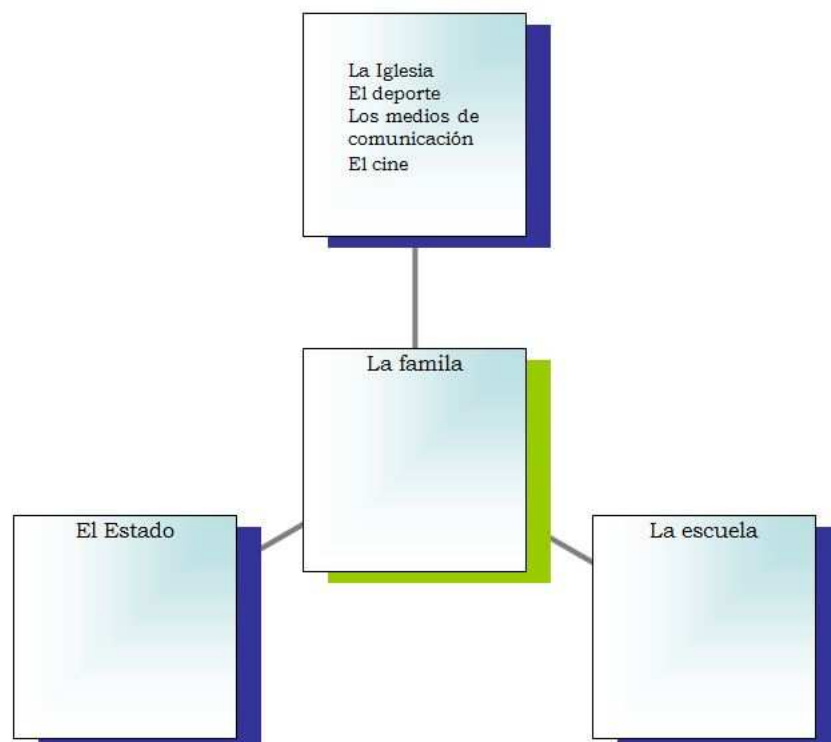 La Iglesia
El deporte
Los medios de
comunicación
El cine
La famila
El Estado
La escuela